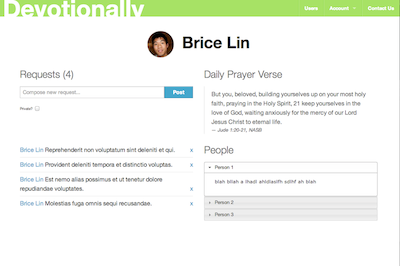 Devotionally
Users Account Contact Us
Brice Lin
Requests (4)
Compose new request... Post
Private?
Brice Lin Reprehenderit non voluptatum sint deleniti et qui. x
Brice Lin Provident deleniti tempora et distinctio voluptas. x
Brice Lin Est nemo alias possimus et ut tenetur dolore x
repudiandae voluptates.
Brice Lin Molestias fuga omnis sequi recusandae. x
Daily Prayer Verse
But you, beloved, building yourselves up on your most holy
faith, praying in the Holy Spirit, 21 keep yourselves in the
love of God, waiting anxiously for the mercy of our Lord
Jesus Christ to eternal life.
— Jude 1:20-21, NASB
People
Person 1
blah bllah a
ah blah
Person 2
Person 3